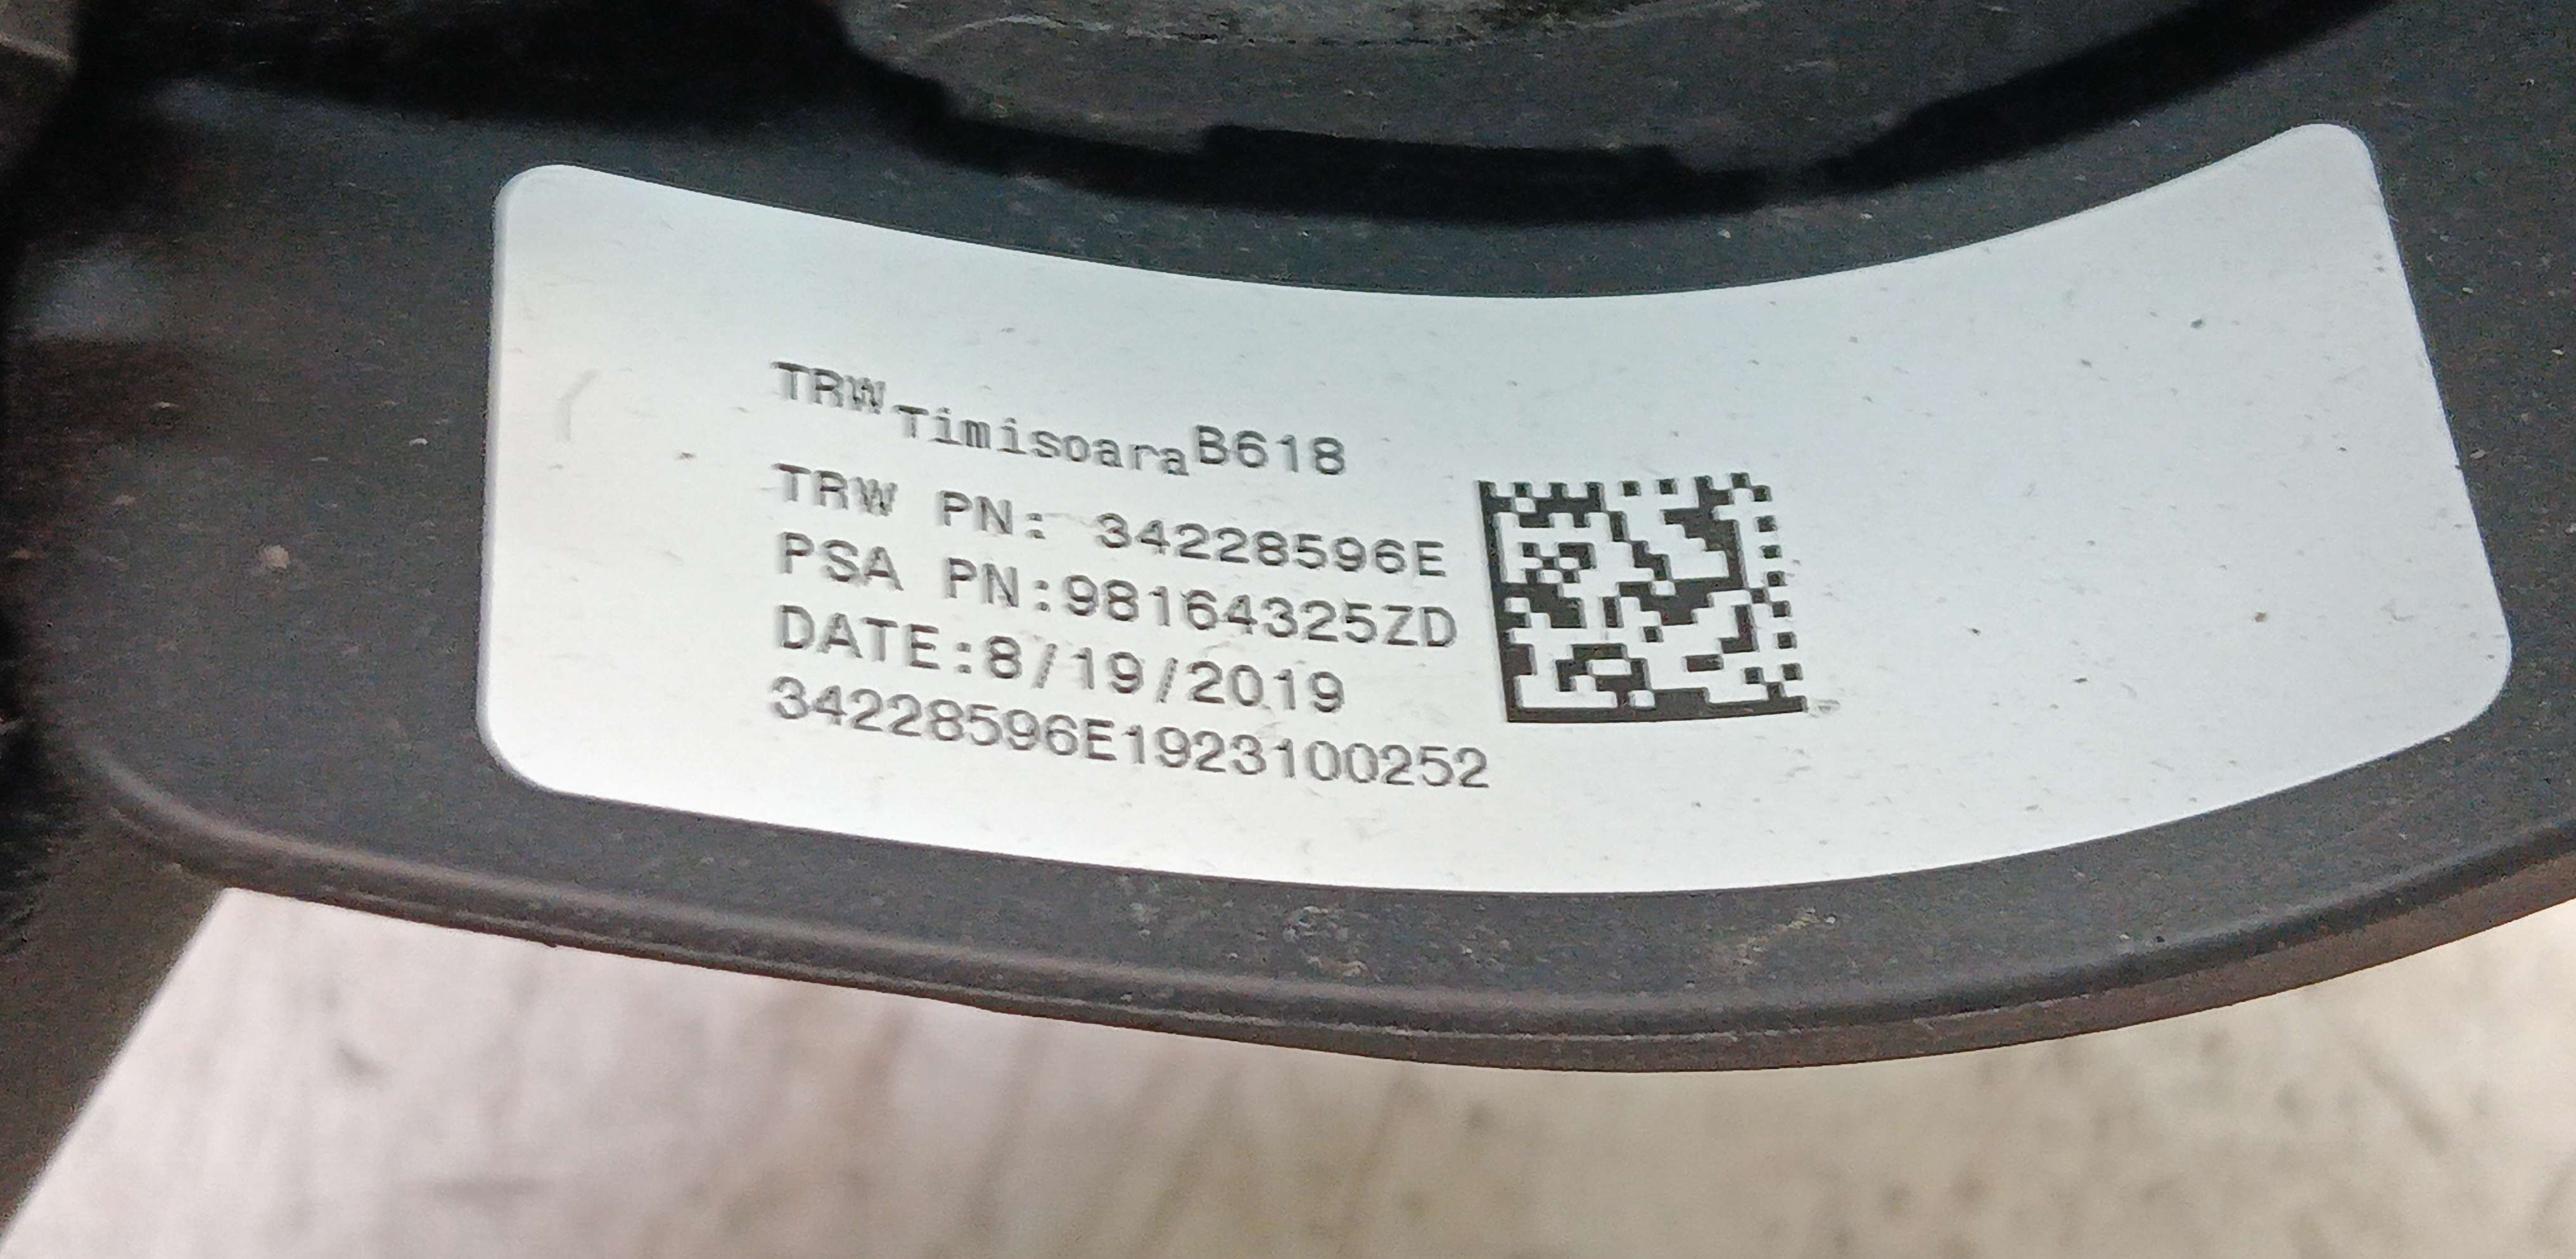 TRW Timisoara B618
TRW PN: 34228596E
PSA PN:98164325ZD
DATE:8/19/2019
34228596E1923100252